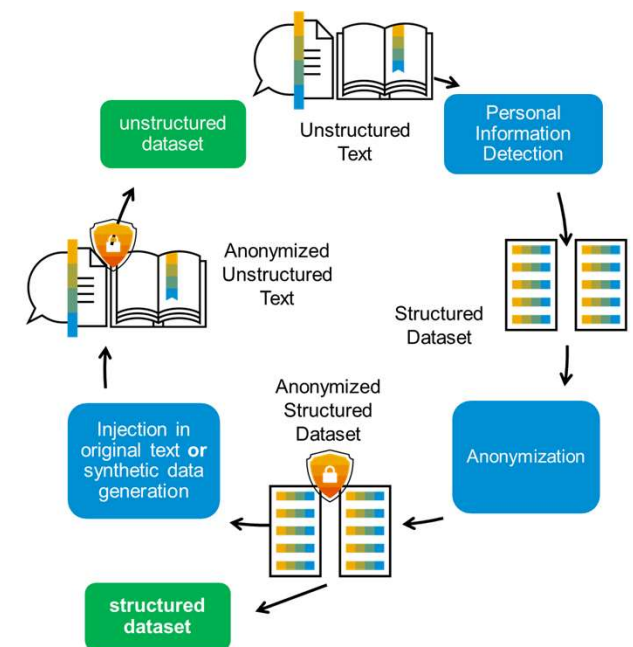 Unstructured
Text
Personal
Information
Detection
Structured
Dataset
Anonymization
Anonymized
Structured
Dataset
structured
dataset
Injection in
original text or
synthetic data
generation
Anonymized
Unstructured
Text
unstructured
dataset